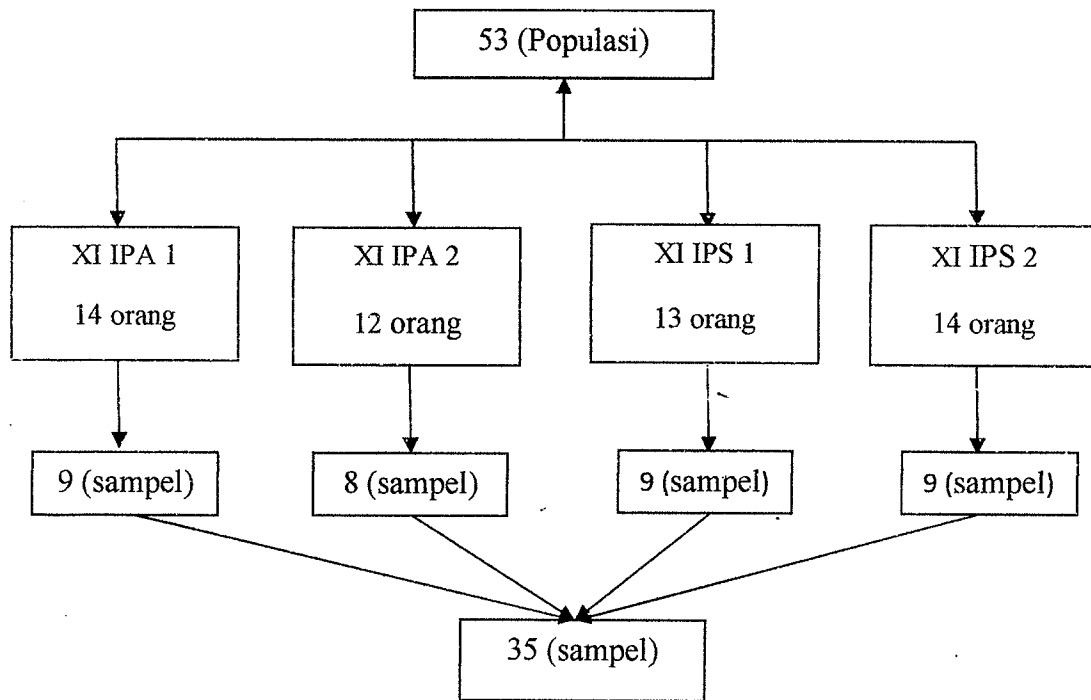 53 (Populasi)
XI IPA 1
14 orang
XI IPA 2
12 orang
XI IPS 1
13 orang
XI IPS 2
14 orang
9 (sampel)
8 (sampel)
9 (sampel)
9 (sampel)
35 (sampel)